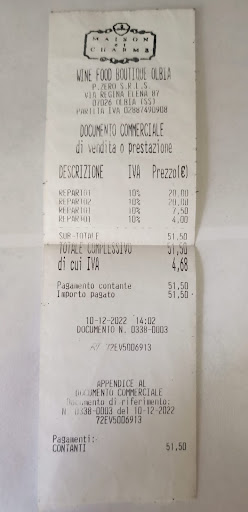 MAISON
DI
CHARME
WINE FOOD BOUTIQUE OLBIA
P.ZERO S.R.L.S.
VIA REGINA ELENA 87
07026 OLBIA (SS)
PARTITA IVA 02887490908
DOCUMENTO COMMERCIALE
di vendita o prestazione
DESCRIZIONE IVA Prezzo(€)
REPARTO1 10% 20,00
REPARTO2 10% 20,00
REPARTO1 10% 7,50
REPARTO1 10% 4,00
SUB-TOTALE 51,50
TOTALE COMPLESSIVO 51,50
di cui IVA 4,68
Pagamento contante 51,50
Importo pagato 51,50
10-12-2022 14:02
DOCUMENTO N. 0338-0003
72EV5006913
APPENDICE AL
DOCUMENTO COMMERCIALE
Documento di riferimento:
N. 0338-0003 del 10-12-2022
72EV5006913
Pagamenti:
CONTANTI 51,50